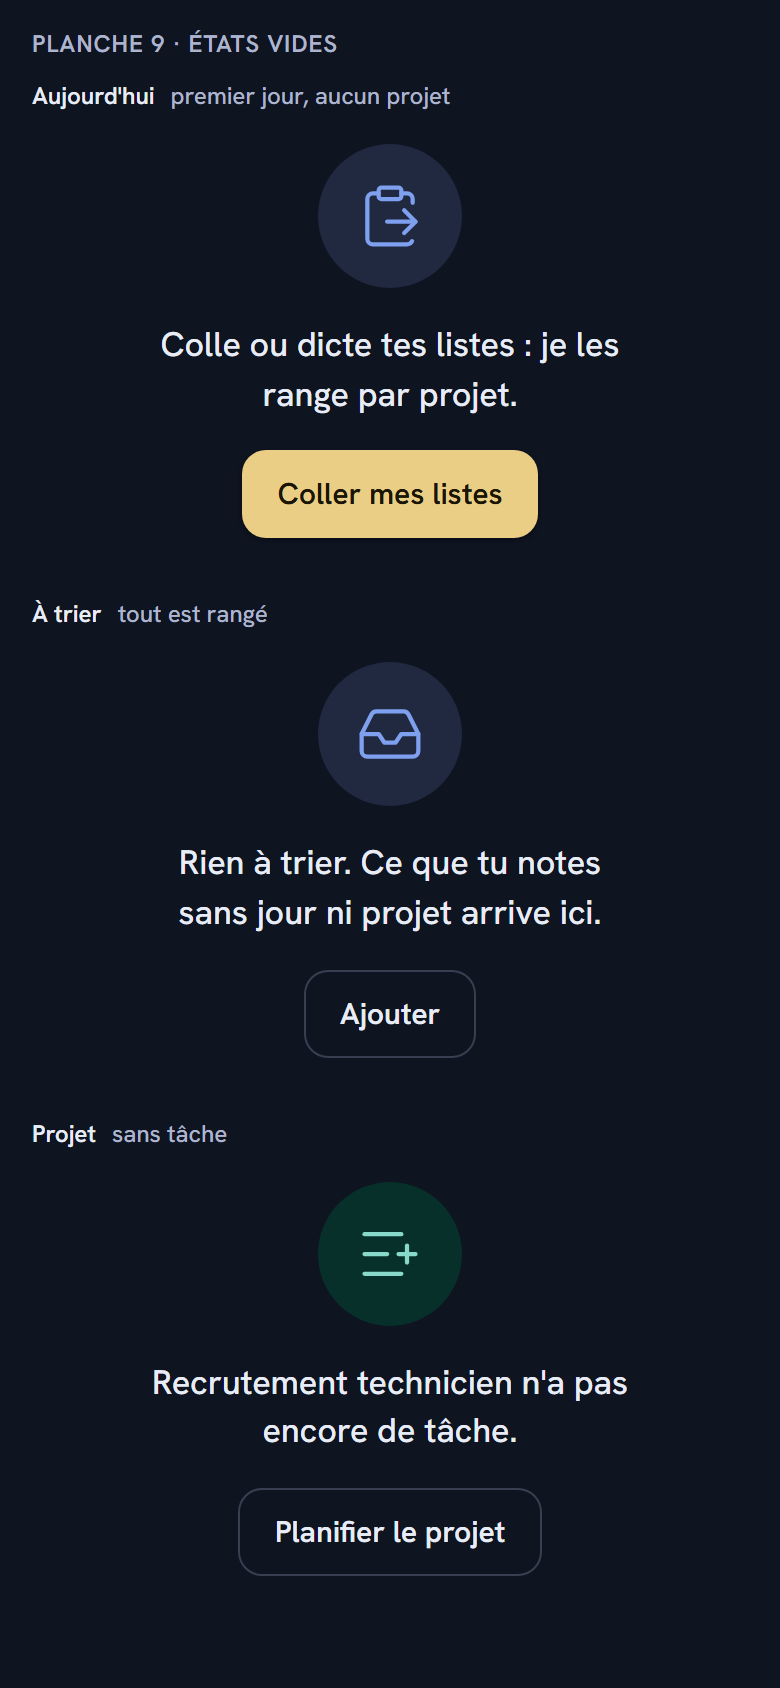 PLANCHE 9 · ÉTATS VIDES
Aujourd'hui premier jour, aucun projet
Colle ou dicte tes listes : je les
range par projet.
Coller mes listes
À trier tout est rangé
Rien à trier. Ce que tu notes
sans jour ni projet arrive ici.
Ajouter
Projet sans tâche
Recrutement technicien n'a pas
encore de tâche.
Planifier le projet